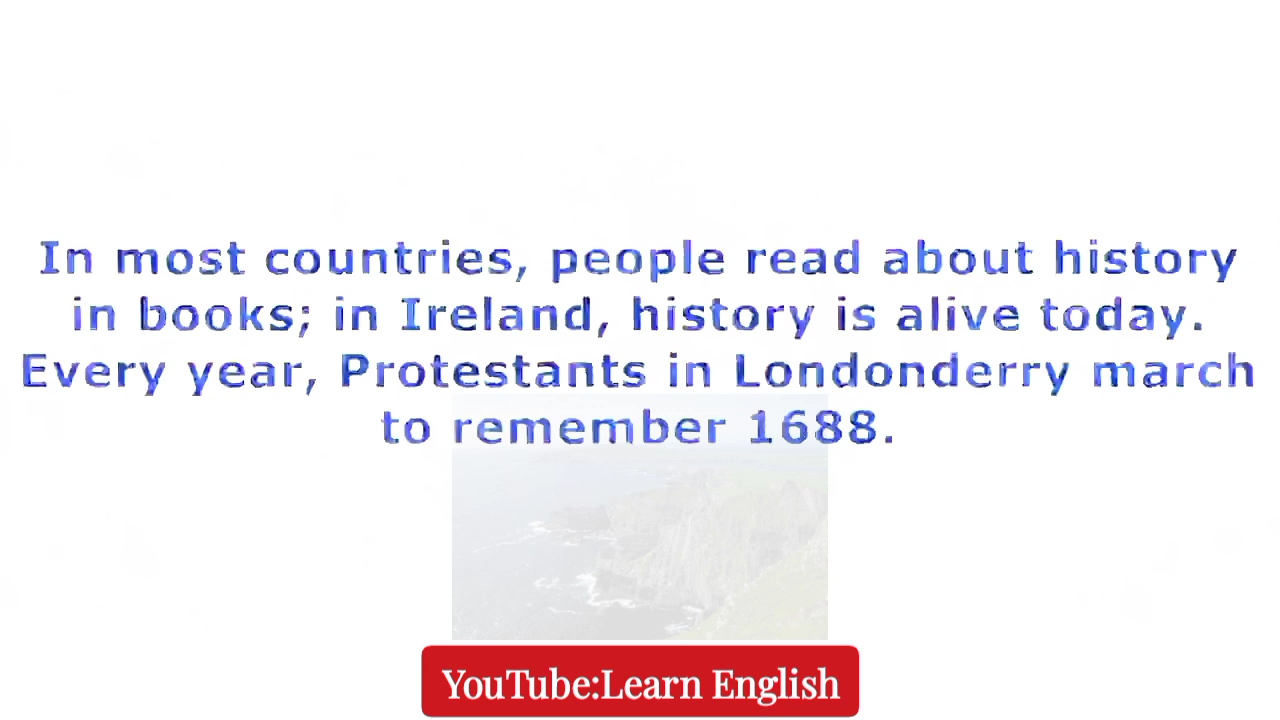 In most countries, people read about history
in books; in Ireland, history is alive today.
Every year, Protestants in Londonderry march
to remember 1688.
YouTube:Learn English